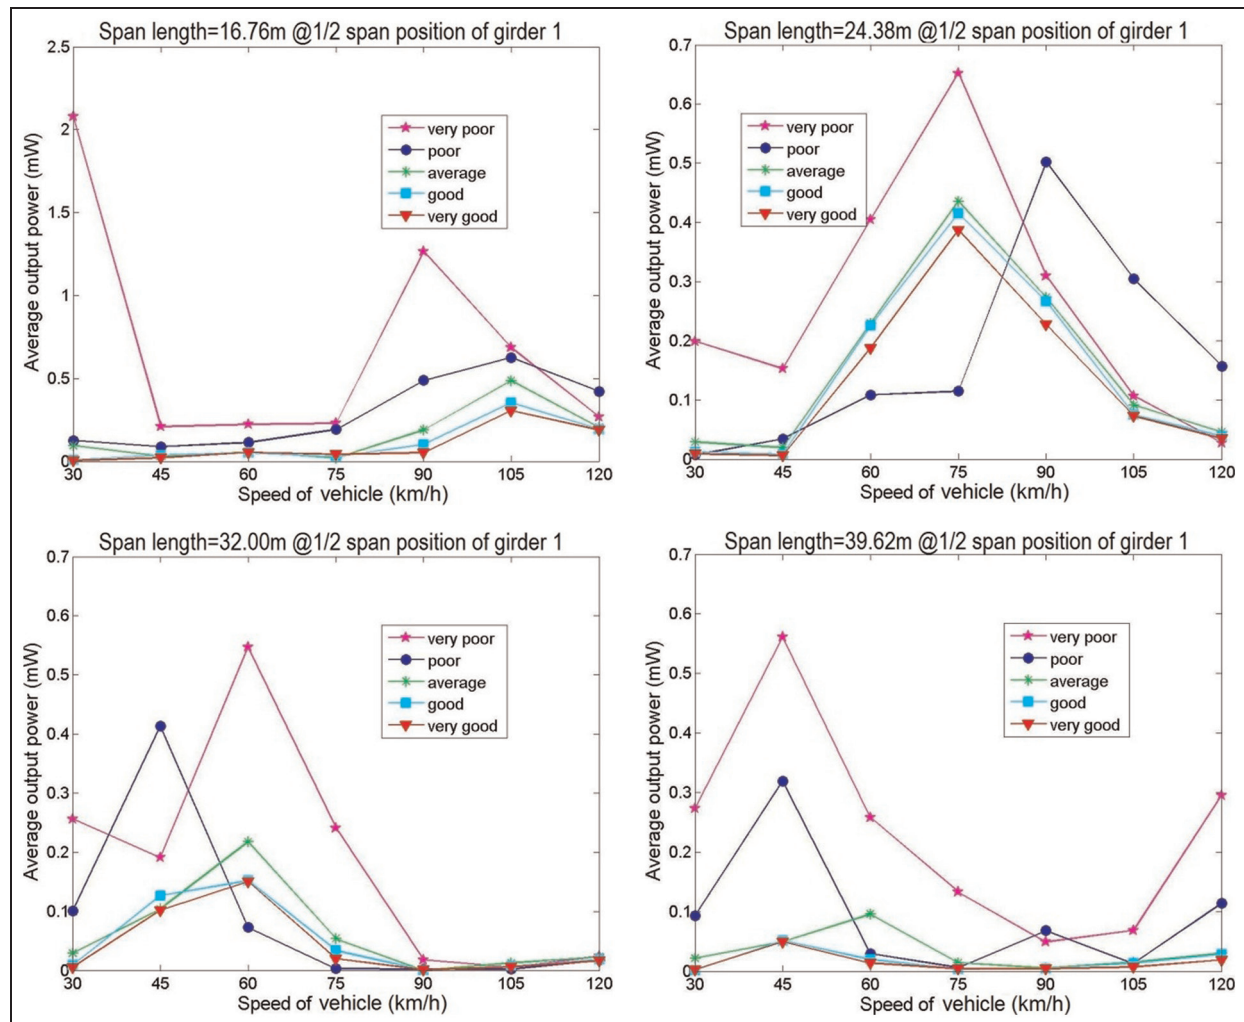 Span length=16.76m @1/2 span position of girder 1
2.5
2
1.5
1
0.5
0
Average output power (mW)
very poor
poor
average
good
very good
30 45 60 75 90 105 120
Speed of vehicle (km/h)
Span length=24.38m @1/2 span position of girder 1
0.7
0.6
0.5
0.4
0.3
0.2
0.1
0
Average output power (mW)
very poor
poor
average
good
very good
30 45 60 75 90 105 120
Speed of vehicle (km/h)
Span length=32.00m @1/2 span position of girder 1
0.7
0.6
0.5
0.4
0.3
0.2
0.1
0
Average output power (mW)
very poor
poor
average
good
very good
30 45 60 75 90 105 120
Speed of vehicle (km/h)
Span length=39.62m @1/2 span position of girder 1
0.7
0.6
0.5
0.4
0.3
0.2
0.1
0
Average output power (mW)
very poor
poor
average
good
very good
30 45 60 75 90 105 120
Speed of vehicle (km/h)